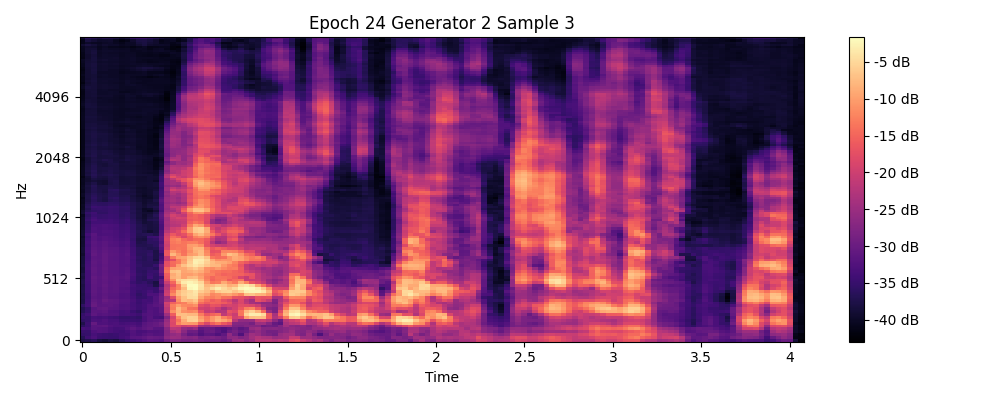 Epoch 24 Generator 2 Sample 3
Hz
4096
2048
1024
512
0
0
0.5
1
1.5
2
2.5
3
3.5
4
Time
-5 dB
-10 dB
-15 dB
-20 dB
-25 dB
-30 dB
-35 dB
-40 dB